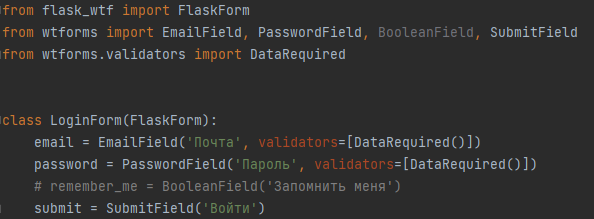 from flask_wtf import FlaskForm
from wtforms import EmailField, PasswordField, BooleanField, SubmitField
from wtforms.validators import DataRequired
class LoginForm(FlaskForm):
email = EmailField('Почта', validators=[DataRequired()])
password = PasswordField('Пароль', validators=[DataRequired()])
# remember_me = BooleanField('Запомнить меня')
submit = SubmitField('Войти')